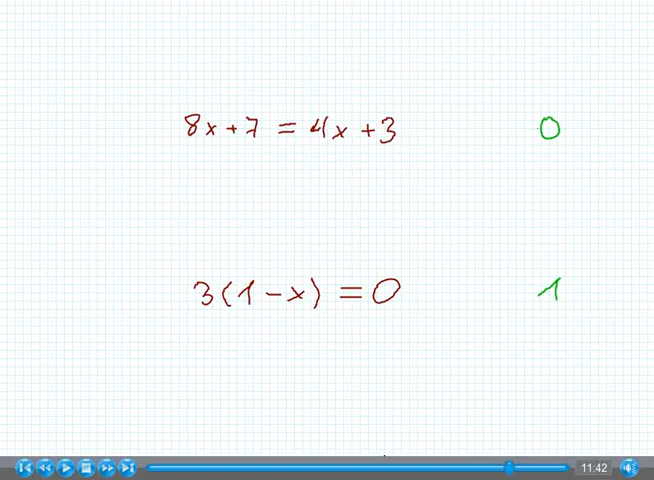 8x+7 = 4x+3 0
3(1-x) = 0 1
11:42